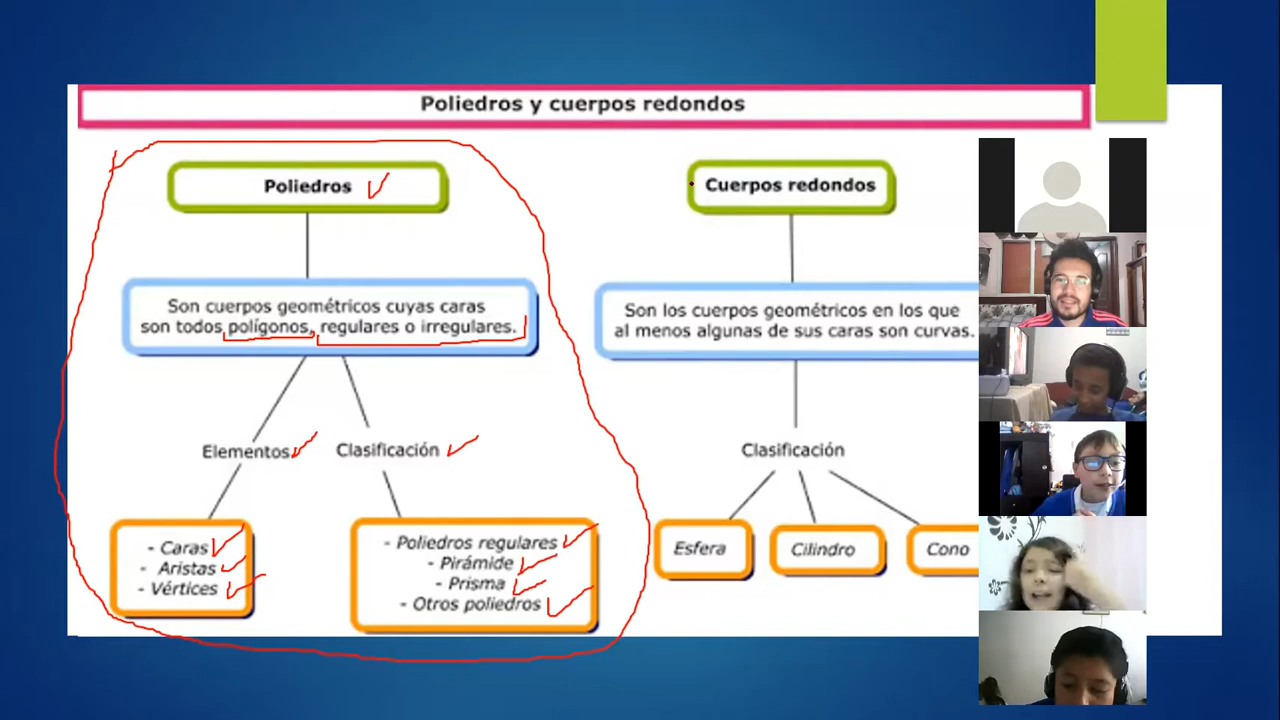 Poliedros y cuerpos redondos
Poliedros
Son cuerpos geométricos cuyas caras
son todos polígonos, regulares o irregulares.
Elementos
Clasificación
- Caras
- Aristas
- Vértices
- Poliedros regulares
- Pirámide
- Prisma
- Otros poliedros
Cuerpos redondos
Son los cuerpos geométricos en los que
al menos algunas de sus caras son curvas.
Clasificación
Esfera
Cilindro
Cono